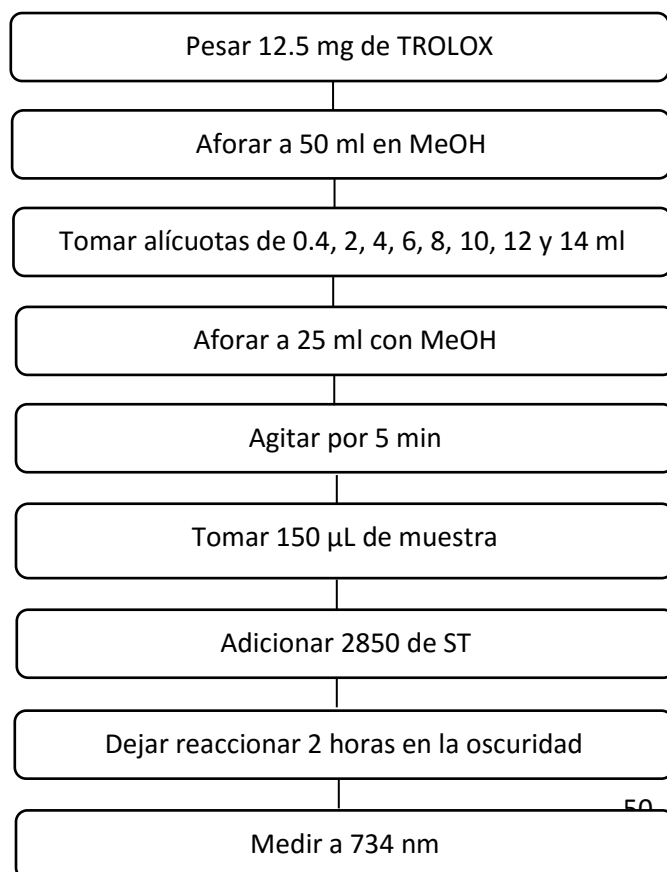 Pesar 12.5 mg de TROLOX
Aforar a 50 ml en MeOH
Tomar alícuotas de 0.4, 2, 4, 6, 8, 10, 12 y 14 ml
Aforar a 25 ml con MeOH
Agitar por 5 min
Tomar 150 µL de muestra
Adicionar 2850 de ST
Dejar reaccionar 2 horas en la oscuridad
50
Medir a 734 nm